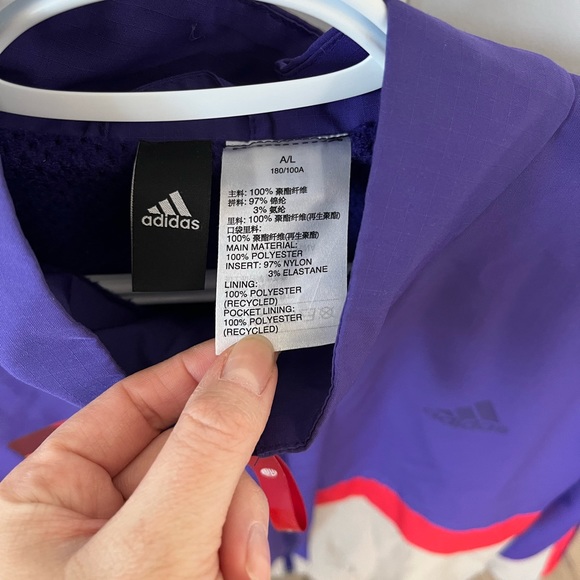 adidas
A/L
180/100A
主料: 100% 聚酯纤维
拼料: 97% 锦纶
3% 氨纶
里料: 100% 聚酯纤维(再生聚酯)
口袋里料:
100% 聚酯纤维(再生聚酯)
MAIN MATERIAL:
100% POLYESTER
INSERT: 97% NYLON
3% ELASTANE
LINING:
100% POLYESTER
(RECYCLED)
POCKET LINING:
100% POLYESTER
(RECYCLED)
adidas